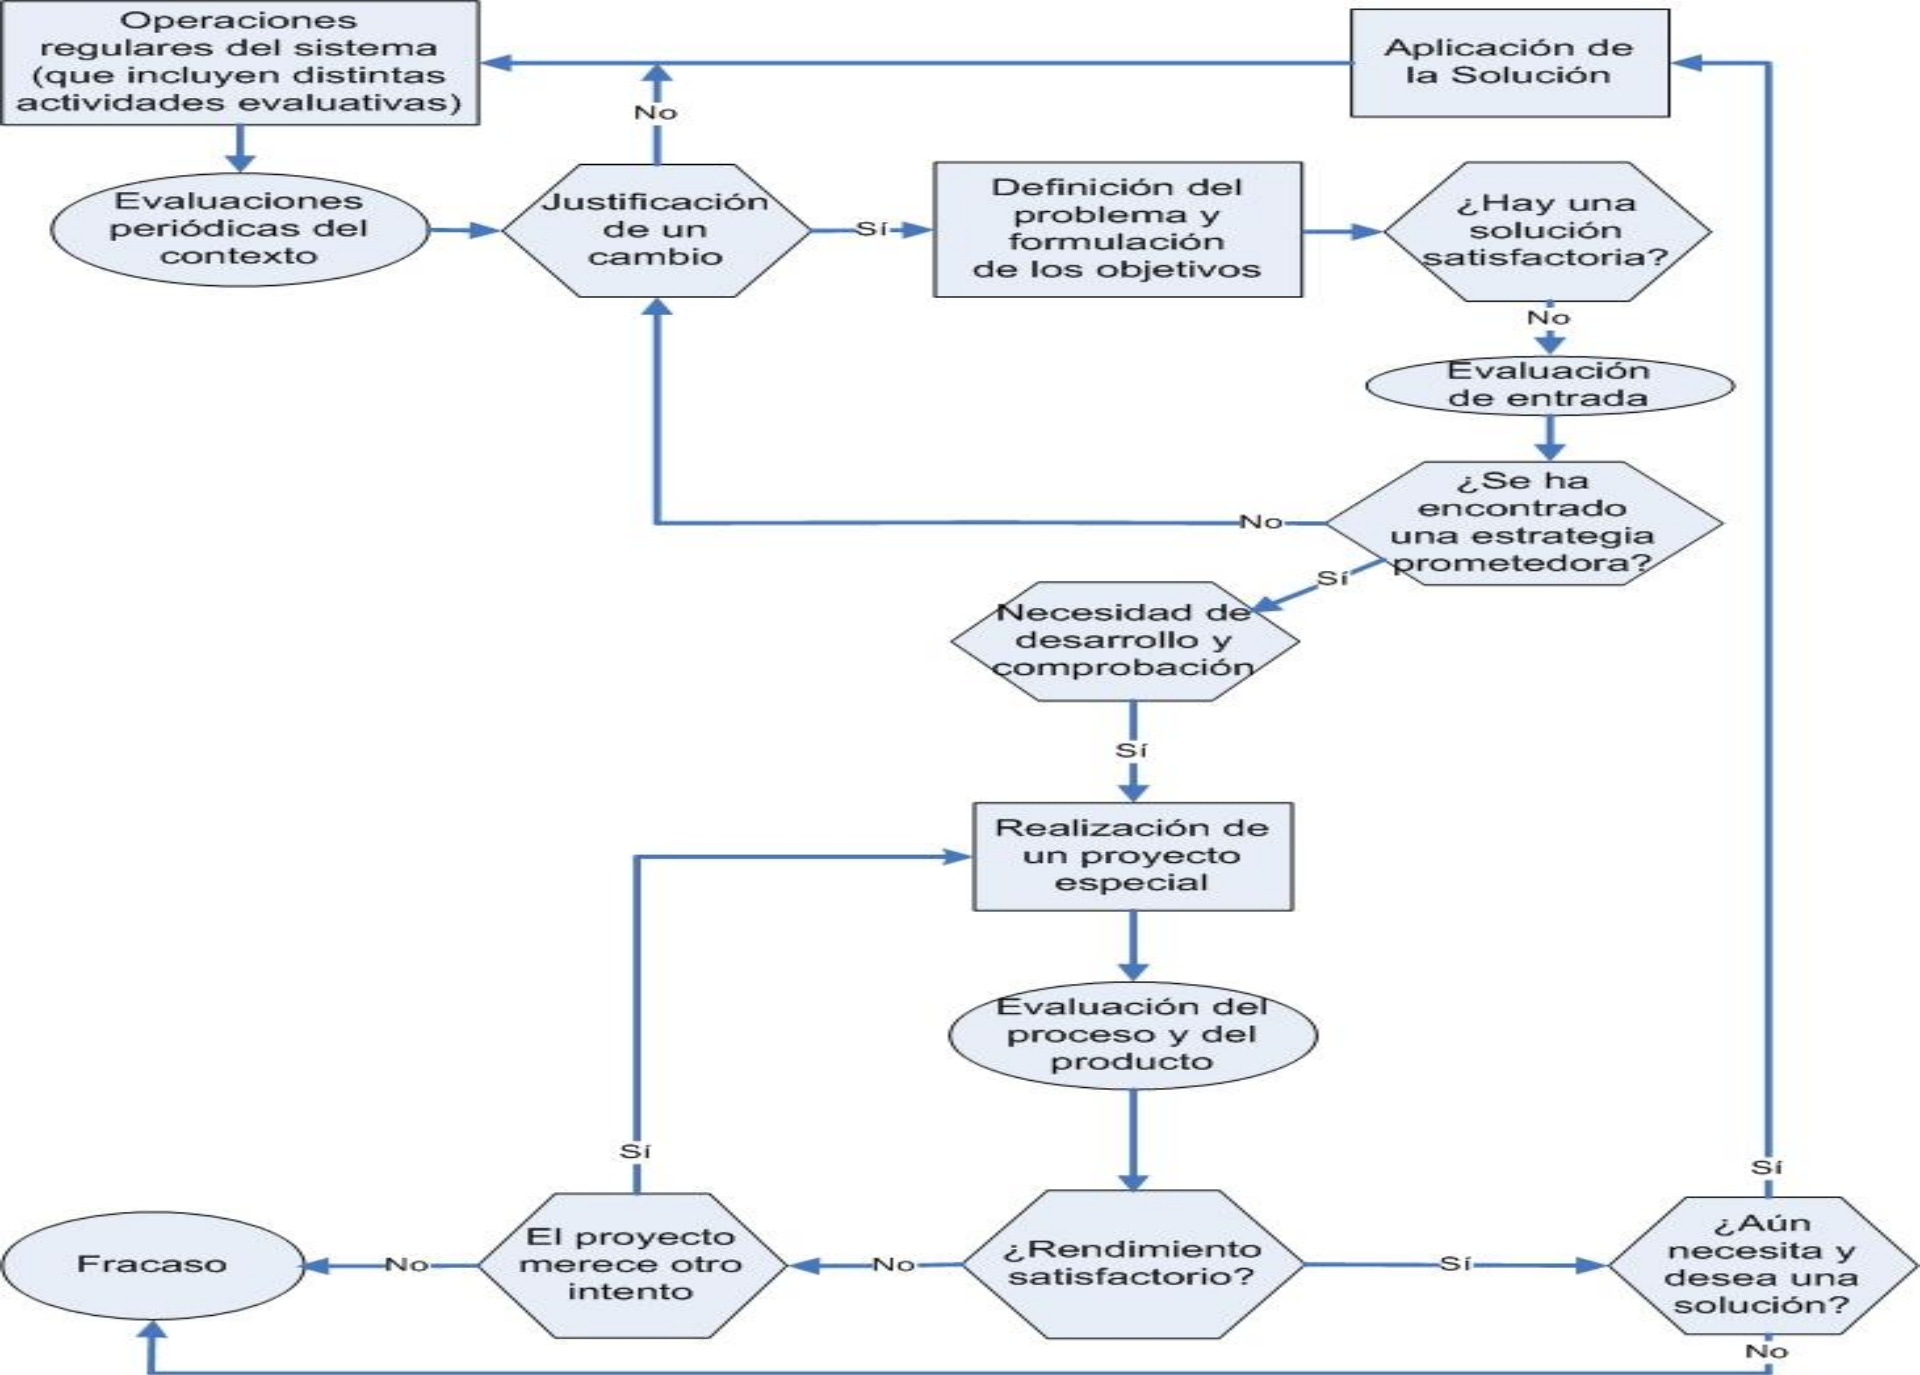 Operaciones
regulares del sistema
(que incluyen distintas
actividades evaluativas)
Aplicación de
la Solución
No
Evaluaciones
periódicas del
contexto
Justificación
de un
cambio
Sí
Definición del
problema y
formulación
de los objetivos
¿Hay una
solución
satisfactoria?
No
Evaluación
de entrada
¿Se ha
encontrado
una estrategia
prometedora?
No
Sí
Necesidad de
desarrollo y
comprobación
Sí
Realización de
un proyecto
especial
Evaluación del
proceso y del
producto
Sí
Sí
Fracaso
No
El proyecto
merece otro
intento
No
¿Rendimiento
satisfactorio?
Sí
¿Aún
necesita y
desea una
solución?
No